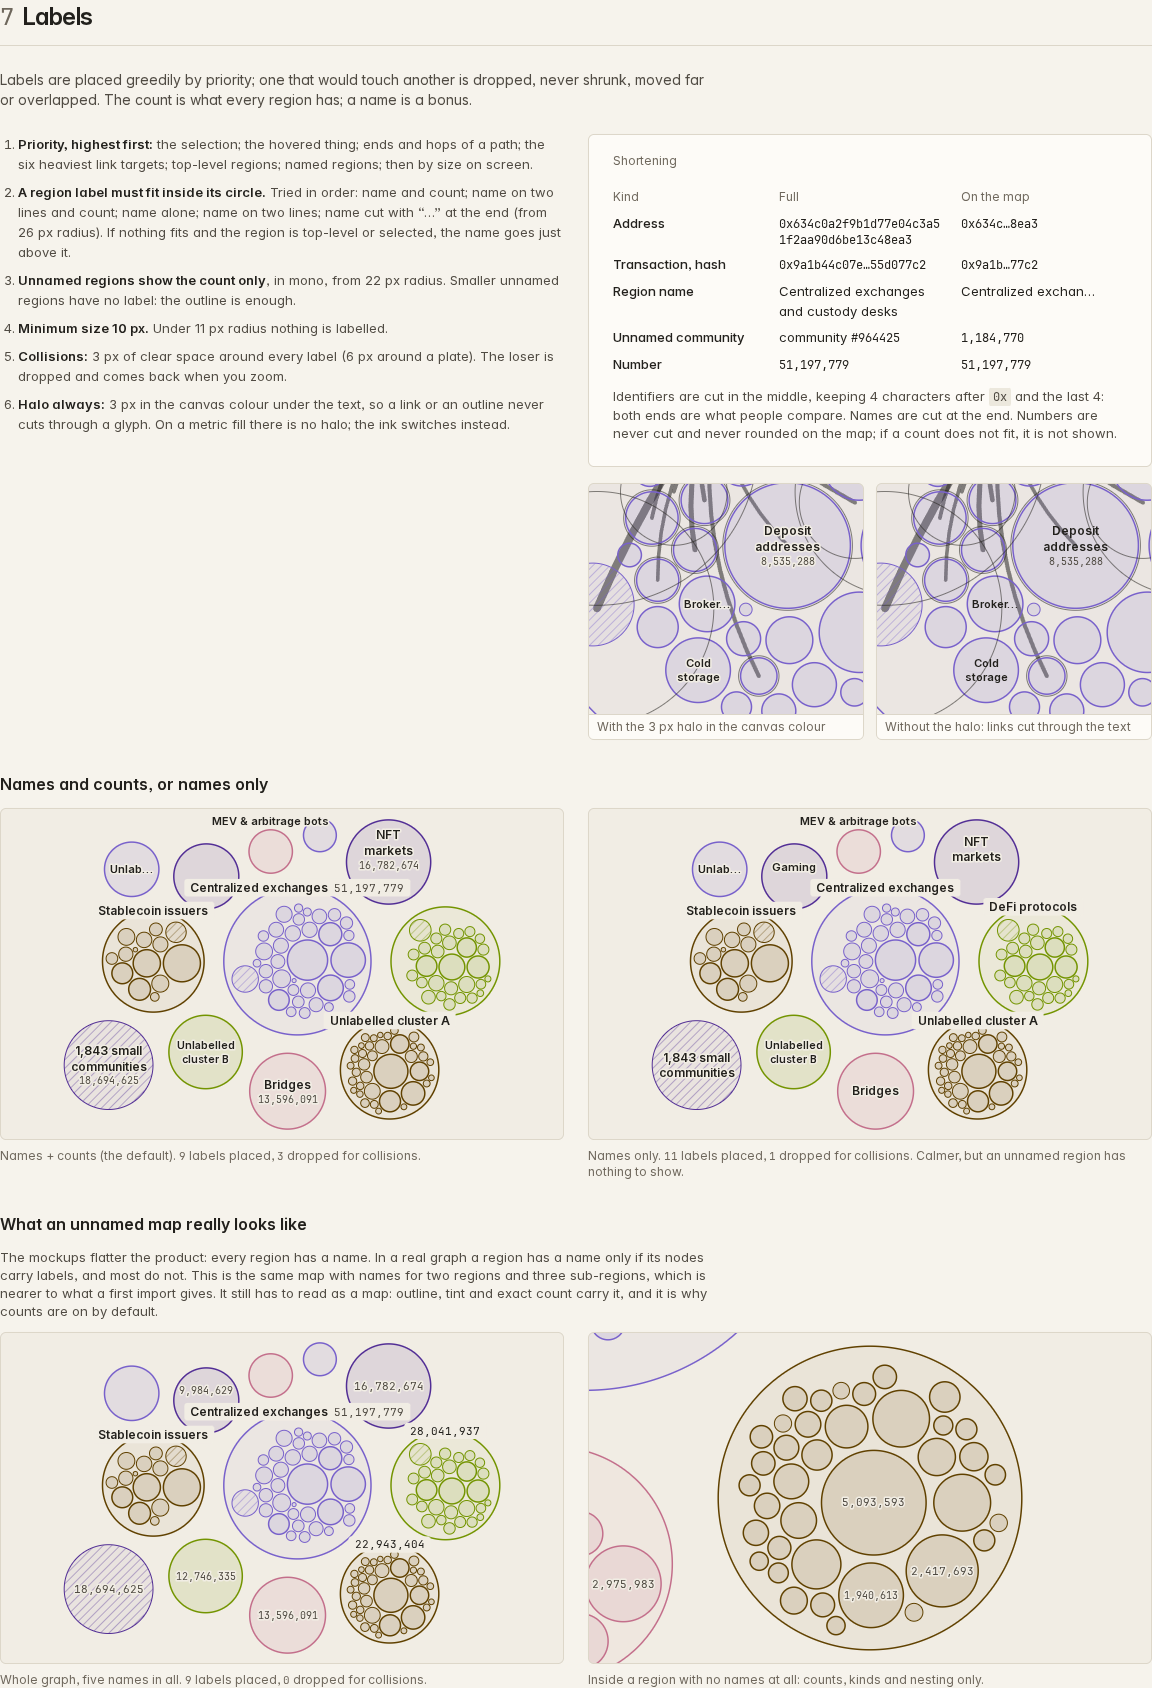 7 Labels
Labels are placed greedily by priority; one that would touch another is dropped, never shrunk, moved far
or overlapped. The count is what every region has; a name is a bonus.
1. Priority, highest first: the selection; the hovered thing; ends and hops of a path; the
six heaviest link targets; top-level regions; named regions; then by size on screen.
2. A region label must fit inside its circle. Tried in order: name and count; name on two
lines and count; name alone; name on two lines; name cut with “…” at the end (from
26 px radius). If nothing fits and the region is top-level or selected, the name goes just
above it.
3. Unnamed regions show the count only, in mono, from 22 px radius. Smaller unnamed
regions have no label: the outline is enough.
4. Minimum size 10 px. Under 11 px radius nothing is labelled.
5. Collisions: 3 px of clear space around every label (6 px around a plate). The loser is
dropped and comes back when you zoom.
6. Halo always: 3 px in the canvas colour under the text, so a link or an outline never
cuts through a glyph. On a metric fill there is no halo; the ink switches instead.
Shortening
Kind Full On the map
Address 0x634c0a2f9b1d77e04c3a5 0x634c…8ea3
1f2aa90d6be13c48ea3
Transaction, hash 0x9a1b44c07e…55d077c2 0x9a1b…77c2
Region name Centralized exchanges Centralized exchan…
and custody desks
Unnamed community community #964425 1,184,770
Number 51,197,779 51,197,779
Identifiers are cut in the middle, keeping 4 characters after 0x and the last 4:
both ends are what people compare. Names are cut at the end. Numbers are
never cut and never rounded on the map; if a count does not fit, it is not shown.
Deposit
addresses
8,535,288
Broker…
Cold
storage
With the 3 px halo in the canvas colour
Deposit
addresses
8,535,288
Broker…
Cold
storage
Without the halo: links cut through the text
Names and counts, or names only
MEV & arbitrage bots
NFT
markets
16,782,674
Unlab…
Centralized exchanges 51,197,779
Stablecoin issuers
Unlabelled cluster A
1,843 small
communities
18,694,625
Unlabelled
cluster B
Bridges
13,596,091
Names + counts (the default). 9 labels placed, 3 dropped for collisions.
MEV & arbitrage bots
NFT
markets
Unlab…
Gaming
Centralized exchanges
Stablecoin issuers
DeFi protocols
Unlabelled cluster A
1,843 small
communities
Unlabelled
cluster B
Bridges
Names only. 11 labels placed, 1 dropped for collisions. Calmer, but an unnamed region has
nothing to show.
What an unnamed map really looks like
The mockups flatter the product: every region has a name. In a real graph a region has a name only if its nodes
carry labels, and most do not. This is the same map with names for two regions and three sub-regions, which is
nearer to what a first import gives. It still has to read as a map: outline, tint and exact count carry it, and it is why
counts are on by default.
9,984,629
16,782,674
Centralized exchanges 51,197,779
Stablecoin issuers
28,041,937
22,943,404
18,694,625
12,746,335
13,596,091
Whole graph, five names in all. 9 labels placed, 0 dropped for collisions.
5,093,593
2,975,983
2,417,693
1,940,613
Inside a region with no names at all: counts, kinds and nesting only.